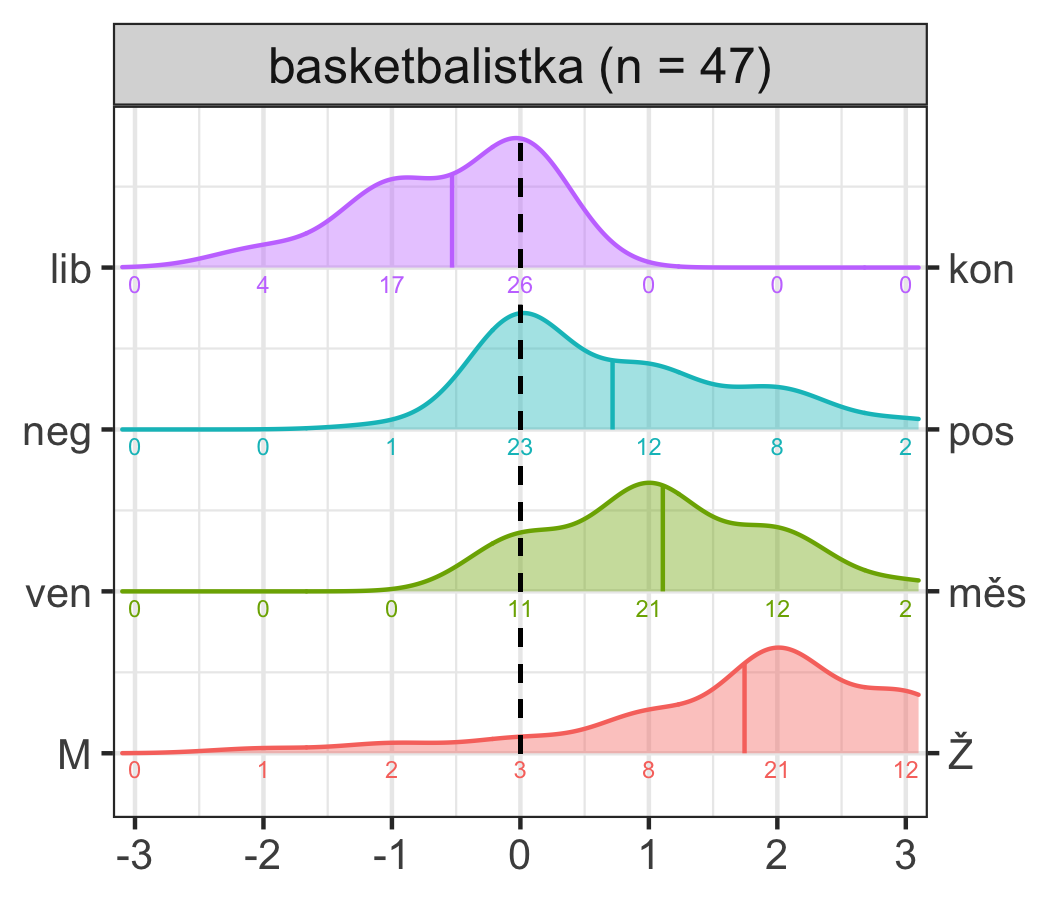 basketbalistka (n = 47)
lib kon
0 4 17 26 0 0 0
neg pos
0 0 1 23 12 8 2
ven měs
0 0 0 11 21 12 2
M Ž
0 1 2 3 8 21 12
-3 -2 -1 0 1 2 3